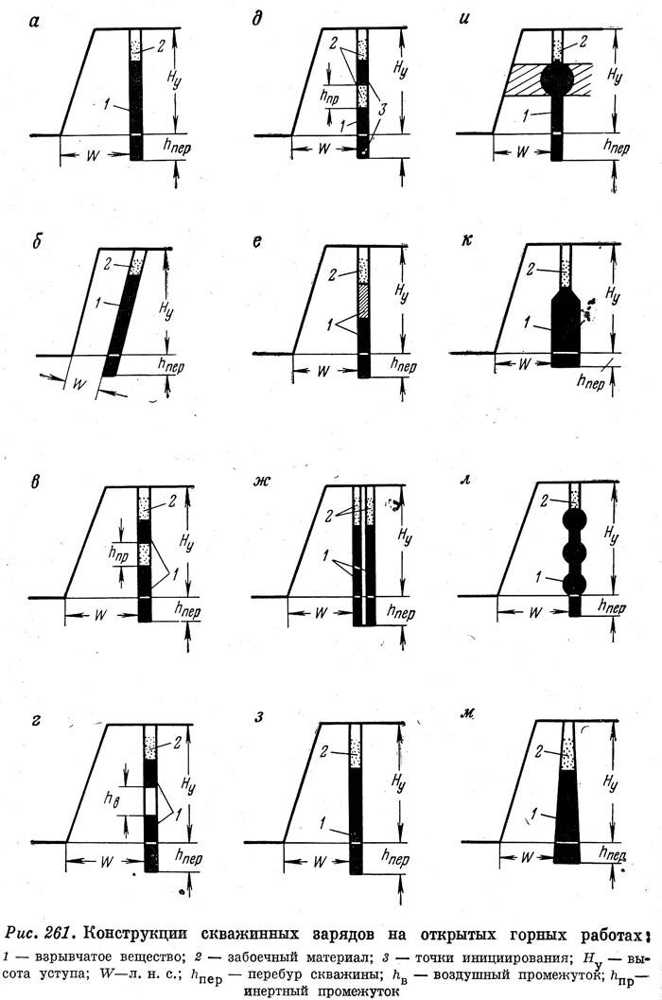 а
2
1
Hу
W
hпер
д
2
hпр
1
3
Hу
W
hпер
и
2
1
Hу
W
hпер
б
2
1
Hу
W
hпер
е
2
1
Hу
W
hпер
к
2
1
Hу
W
hпер
в
2
hпр
1
Hу
W
hпер
ж
2
1
Hу
W
hпер
л
2
1
Hу
W
hпер
г
2
hв
1
Hу
W
hпер
з
2
1
Hу
W
hпер
м
2
1
Hу
W
hпер
Рис. 261. Конструкции скважинных зарядов на открытых горных работах:
1 — взрывчатое вещество; 2 — забоечный материал; 3 — точки инициирования; Hу — вы-
сота уступа; W—л. н. с.; hпер — перебур скважины; hв — воздушный промежуток; hпр—
инертный промежуток